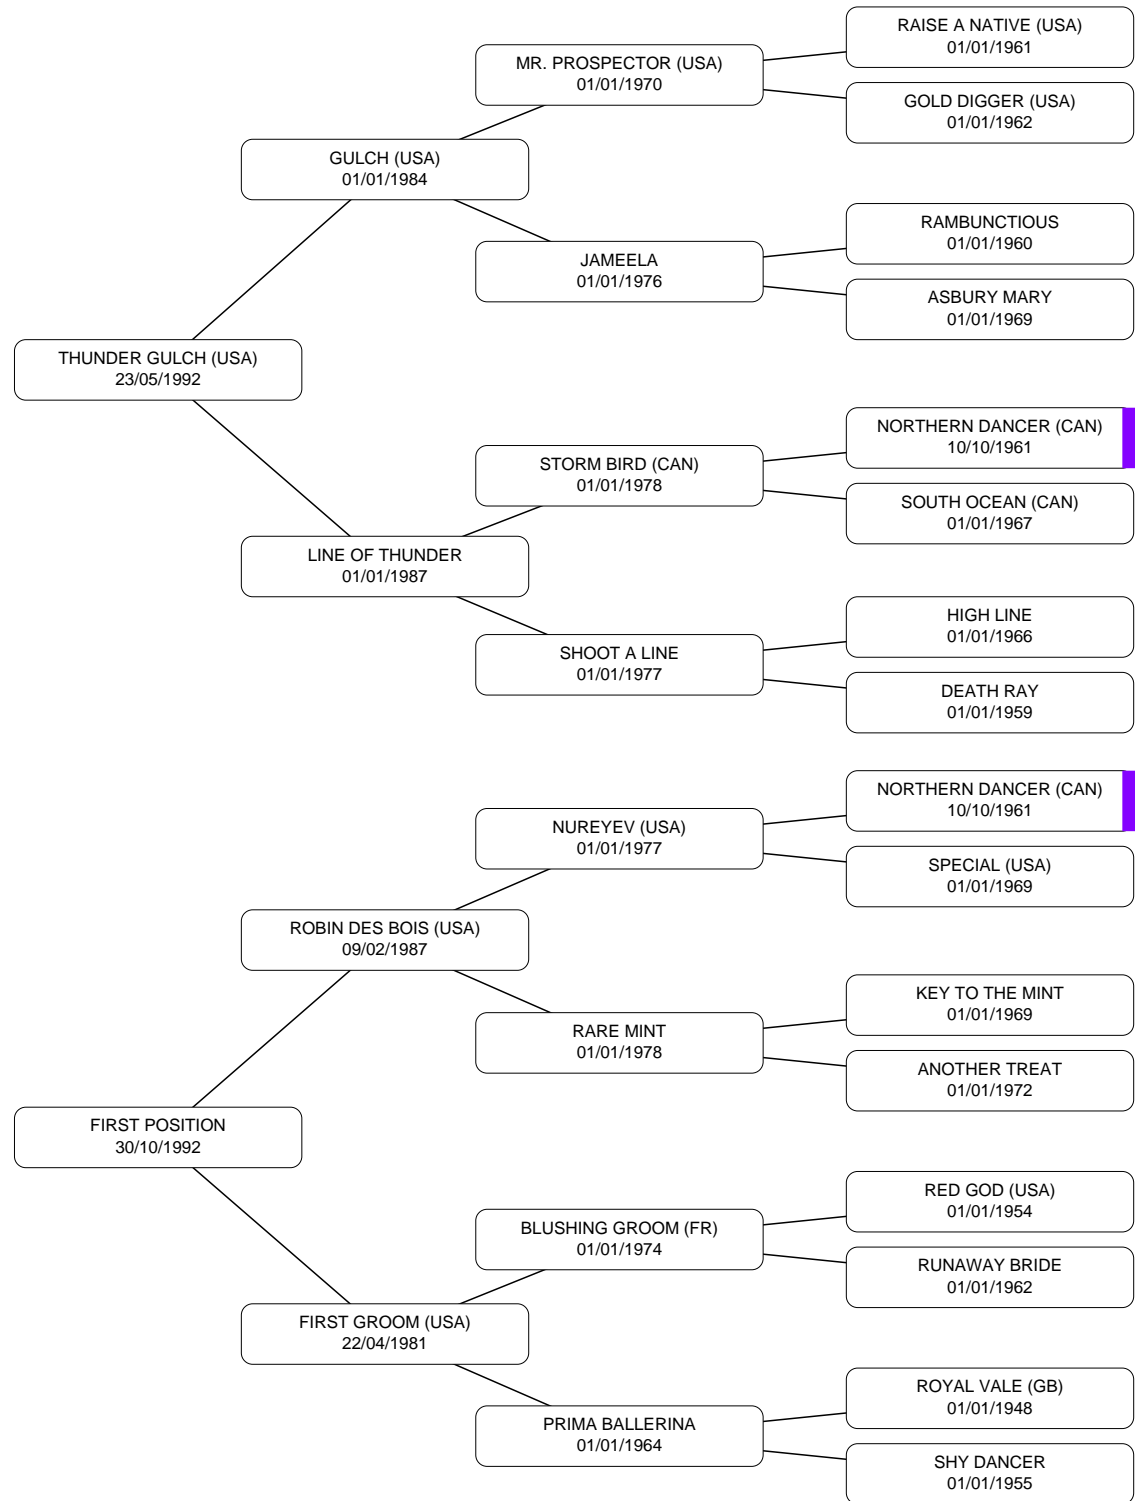 RAISE A NATIVE (USA)
01/01/1961
MR. PROSPECTOR (USA)
01/01/1970
GOLD DIGGER (USA)
01/01/1962
GULCH (USA)
01/01/1984
RAMBUNCTIOUS
01/01/1960
JAMEELA
01/01/1976
ASBURY MARY
01/01/1969
THUNDER GULCH (USA)
23/05/1992
NORTHERN DANCER (CAN)
10/10/1961
STORM BIRD (CAN)
01/01/1978
SOUTH OCEAN (CAN)
01/01/1967
LINE OF THUNDER
01/01/1987
HIGH LINE
01/01/1966
SHOOT A LINE
01/01/1977
DEATH RAY
01/01/1959
NORTHERN DANCER (CAN)
10/10/1961
NUREYEV (USA)
01/01/1977
SPECIAL (USA)
01/01/1969
ROBIN DES BOIS (USA)
09/02/1987
KEY TO THE MINT
01/01/1969
RARE MINT
01/01/1978
ANOTHER TREAT
01/01/1972
FIRST POSITION
30/10/1992
RED GOD (USA)
01/01/1954
BLUSHING GROOM (FR)
01/01/1974
RUNAWAY BRIDE
01/01/1962
FIRST GROOM (USA)
22/04/1981
ROYAL VALE (GB)
01/01/1948
PRIMA BALLERINA
01/01/1964
SHY DANCER
01/01/1955